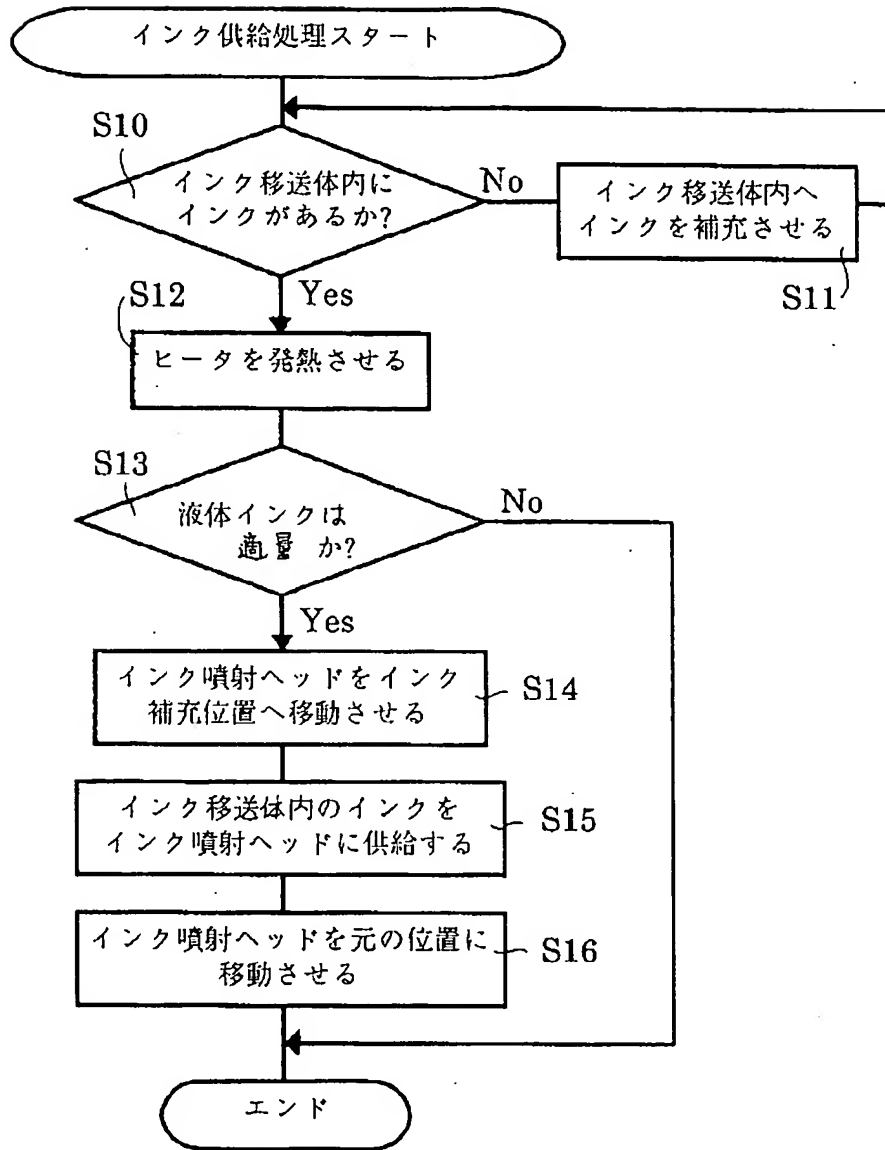 インク供給処理スタート
S10
インク移送体内に
インクがあるか?
No
インク移送体内へ
インクを補充させる
S11
Yes
S12
ヒータを発熱させる
S13
液体インクは
適量 か?
No
Yes
インク噴射ヘッドをインク
補充位置へ移動させる
S14
インク移送体内のインクを
インク噴射ヘッドに供給する
S15
インク噴射ヘッドを元の位置に
移動させる
S16
エンド